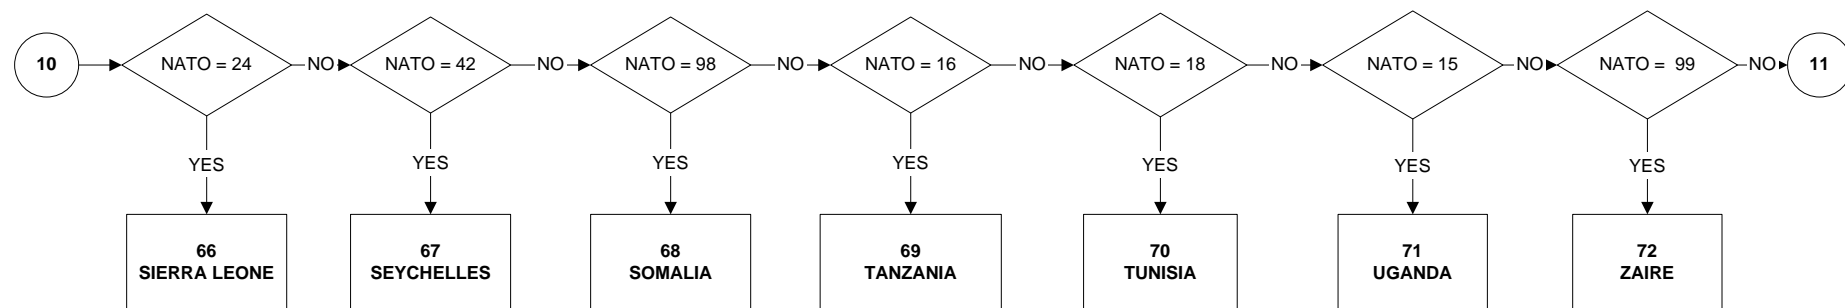 10
NATO = 24
NO
NATO = 42
NO
NATO = 98
NO
NATO = 16
NO
NATO = 18
NO
NATO = 15
NO
NATO =  99
NO
11
YES
YES
YES
YES
YES
YES
YES
66
SIERRA LEONE
67
SEYCHELLES
68
SOMALIA
69
TANZANIA
70
TUNISIA
71
UGANDA
72
ZAIRE